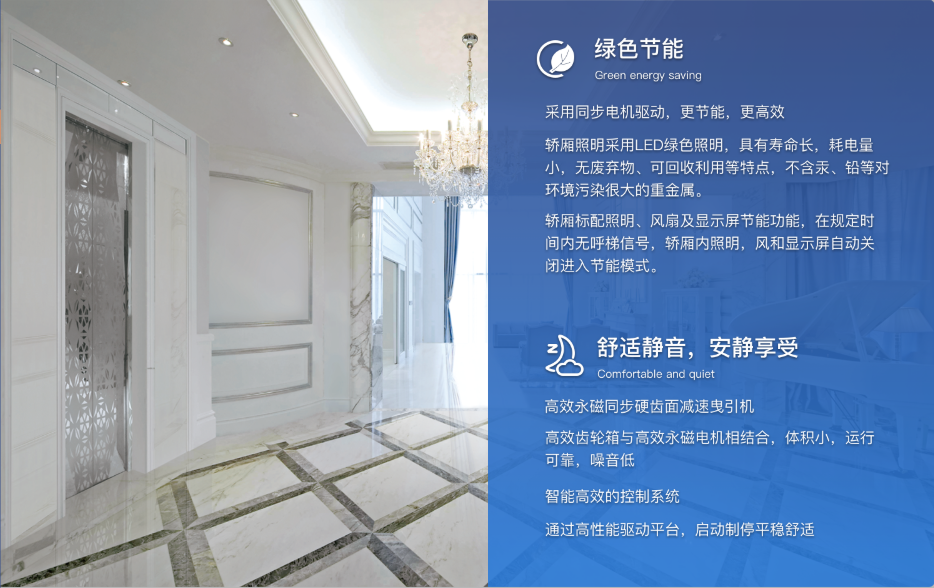 绿色节能
Green energy saving
采用同步电机驱动，更节能，更高效
轿厢照明采用LED绿色照明，具有寿命长，耗电量
小，无废弃物、可回收利用等特点，不含汞、铅等对
环境污染很大的重金属。
轿厢标配照明、风扇及显示屏节能功能，在规定时
间内无呼梯信号，轿厢内照明，风和显示屏自动关
闭进入节能模式。
舒适静音，安静享受
Comfortable and quiet
高效永磁同步硬齿面减速曳引机
高效齿轮箱与高效永磁电机相结合，体积小，运行
可靠，噪音低
智能高效的控制系统
通过高性能驱动平台，启动制停平稳舒适